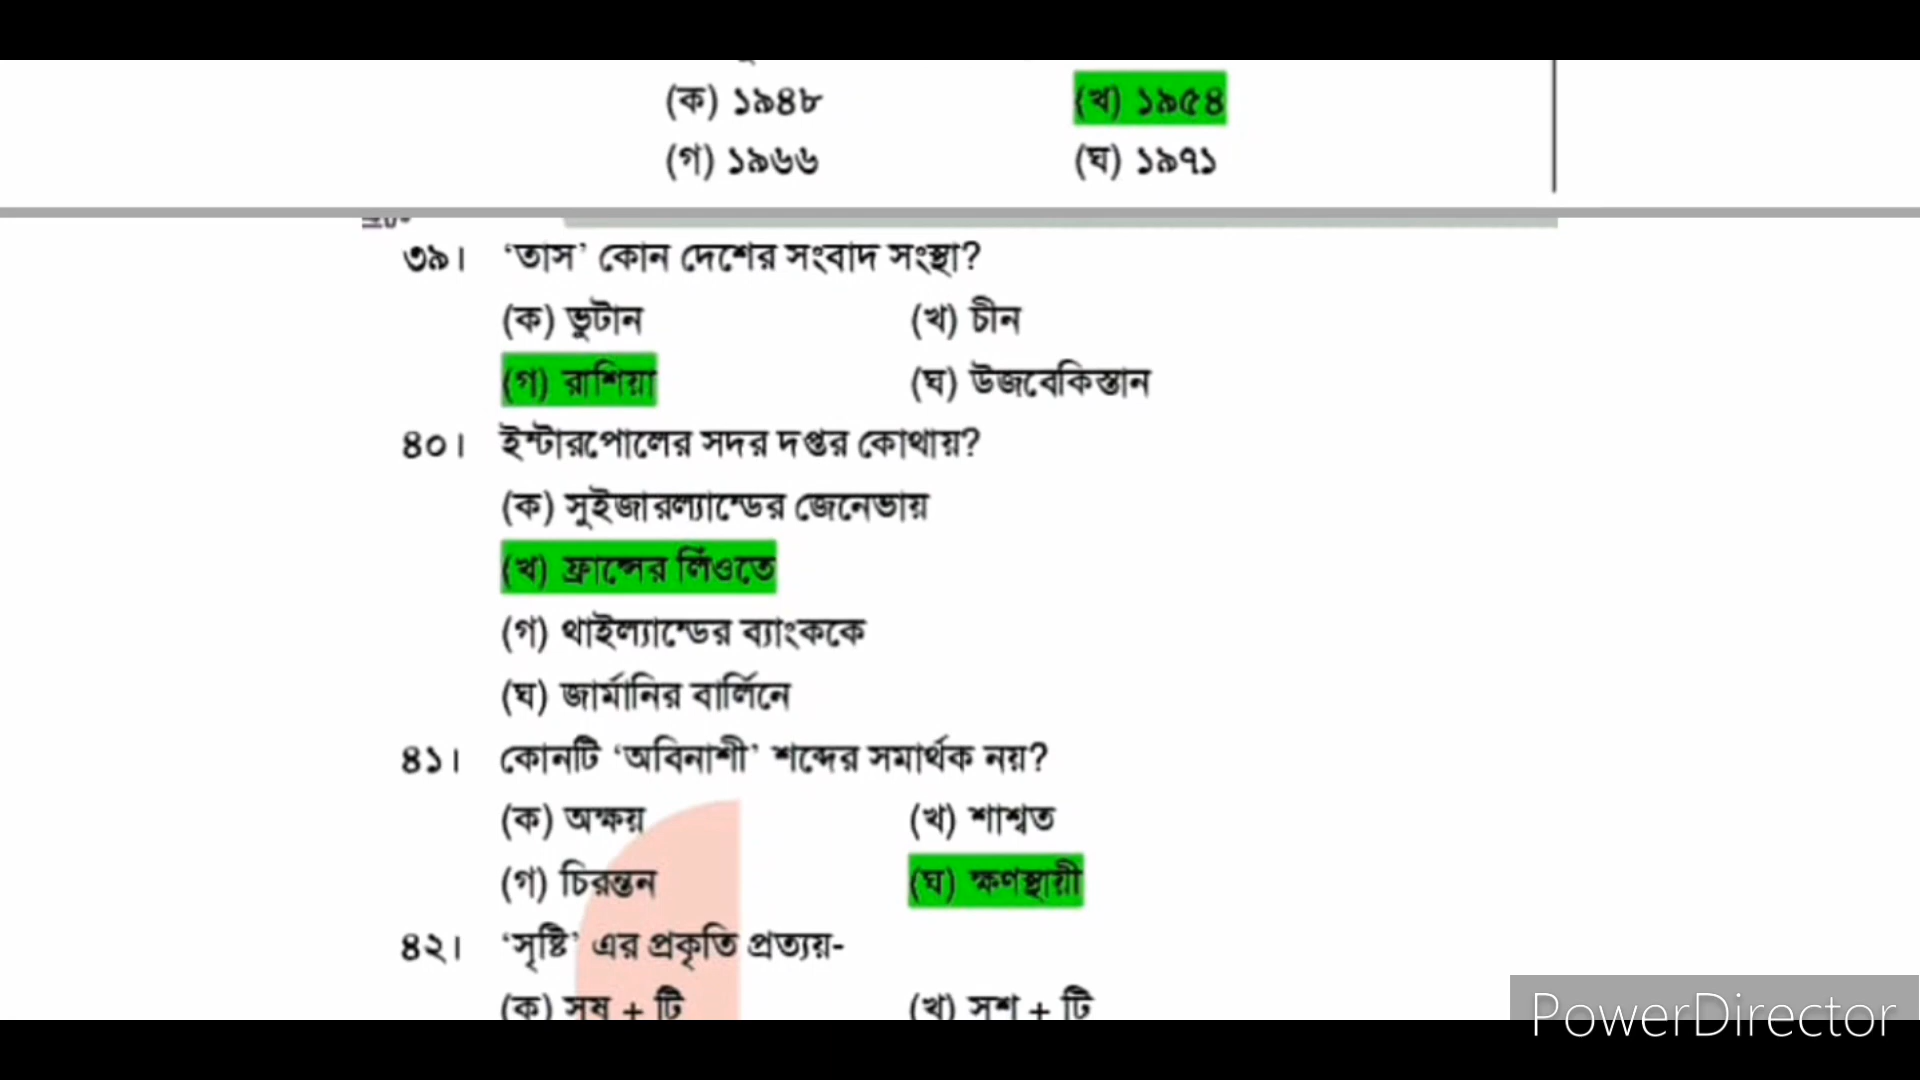 (ক) ১৯৪৮ (খ) ১৯৫৪
(গ) ১৯৬৬ (ঘ) ১৯৭১
৩৯। ‘তাস’ কোন দেশের সংবাদ সংস্থা?
(ক) ভুটান (খ) চীন
(গ) রাশিয়া (ঘ) উজবেকিস্তান
৪০। ইন্টারপোলের সদর দপ্তর কোথায়?
(ক) সুইজারল্যান্ডের জেনেভায়
(খ) ফ্রান্সের লিঁওতে
(গ) থাইল্যান্ডের ব্যাংককে
(ঘ) জার্মানির বার্লিনে
৪১। কোনটি ‘অবিনাশী’ শব্দের সমার্থক নয়?
(ক) অক্ষয় (খ) শাশ্বত
(গ) চিরন্তন (ঘ) ক্ষণস্থায়ী
৪২। ‘সৃষ্টি’ এর প্রকৃতি প্রত্যয়-
(ক) সৃষ + টি (খ) সৃশ + টি
PowerDirector